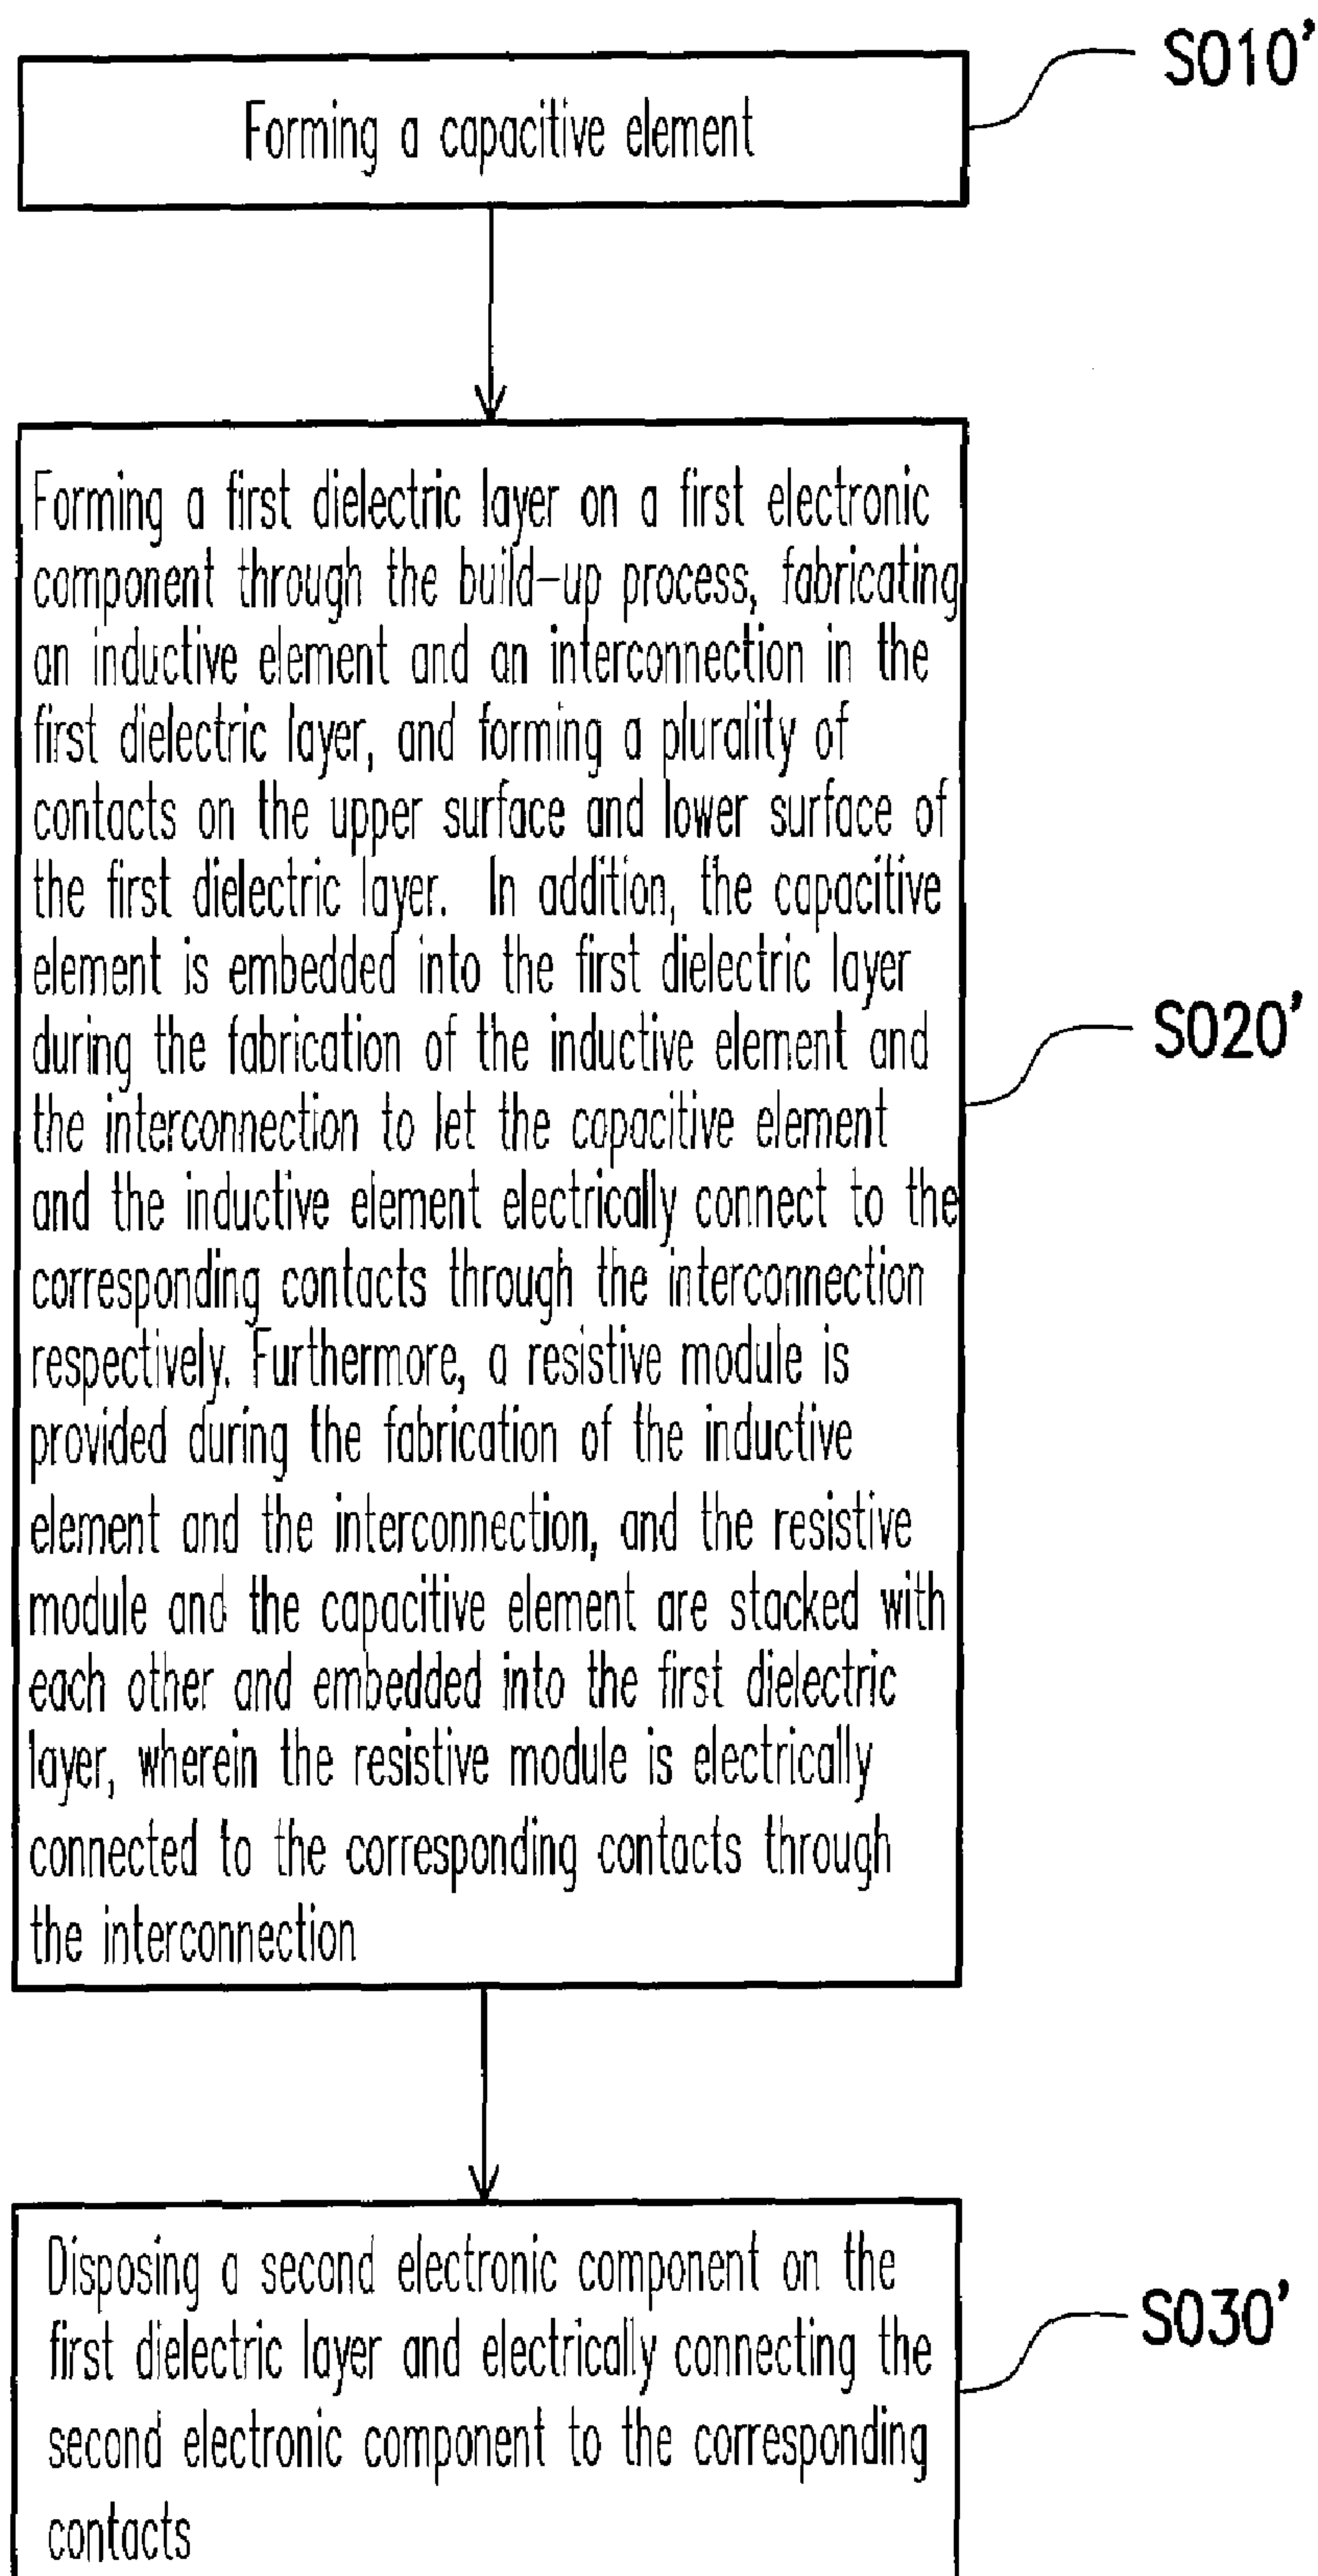 S010'
Forming a capacitive element
Forming a first dielectric layer on a first electronic
component through the build-up process, fabricating
an inductive element and an interconnection in the
first dielectric layer, and forming a plurality of
contacts on the upper surface and lower surface of
the first dielectric layer. In addition, the capacitive
element is embedded into the first dielectric layer
during the fabrication of the inductive element and
the interconnection to let the capacitive element
and the inductive element electrically connect to the
corresponding contacts through the interconnection
respectively. Furthermore, a resistive module is
provided during the fabrication of the inductive
element and the interconnection, and the resistive
module and the capacitive element are stacked with
each other and embedded into the first dielectric
layer, wherein the resistive module is electrically
connected to the corresponding contacts through
the interconnection
S020'
Disposing a second electronic component on the
first dielectric layer and electrically connecting the
second electronic component to the corresponding
contacts
S030'